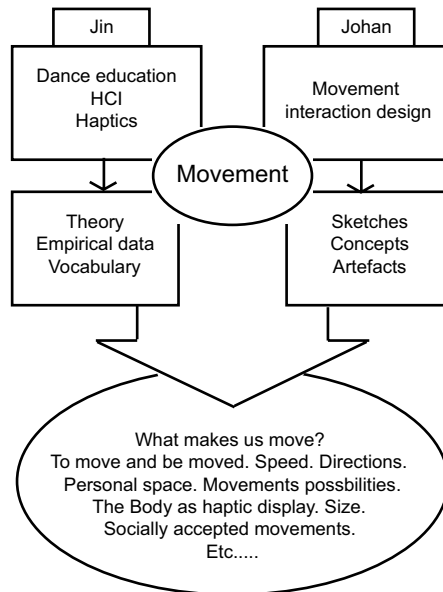 Jin
Johan
Dance education
HCI
Haptics
Movement
interaction design
Movement
Theory
Empirical data
Vocabulary
Sketches
Concepts
Artefacts
What makes us move?
To move and be moved. Speed. Directions.
Personal space. Movements possbilities.
The Body as haptic display. Size.
Socially accepted movements.
Etc.....